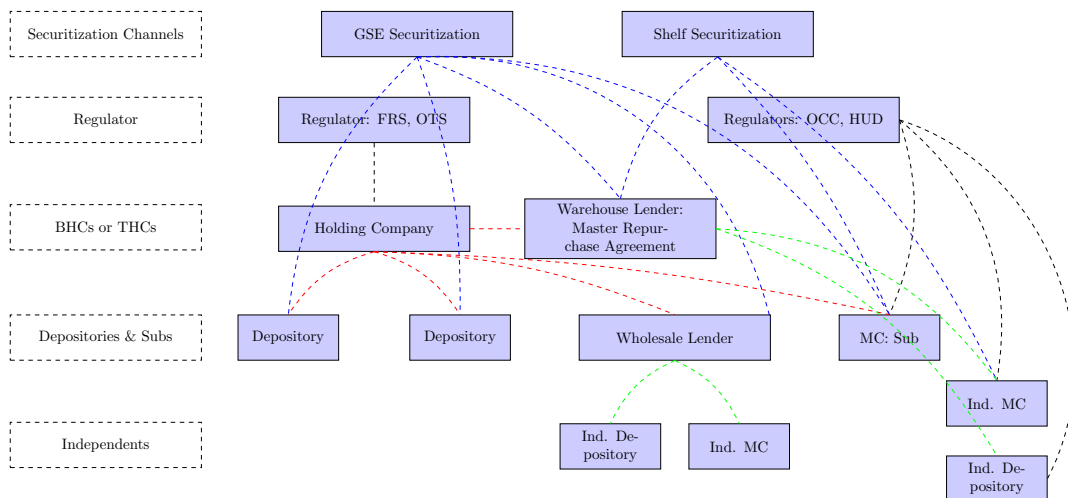 Securitization Channels
GSE Securitization
Shelf Securitization
Regulator
Regulator: FRS, OTS
Regulators: OCC, HUD
BHCs or THCs
Holding Company
Warehouse Lender:
Master Repur-
chase Agreement
Depositories & Subs
Depository
Depository
Wholesale Lender
MC: Sub
Ind. MC
Independents
Ind. De-
pository
Ind. MC
Ind. De-
pository